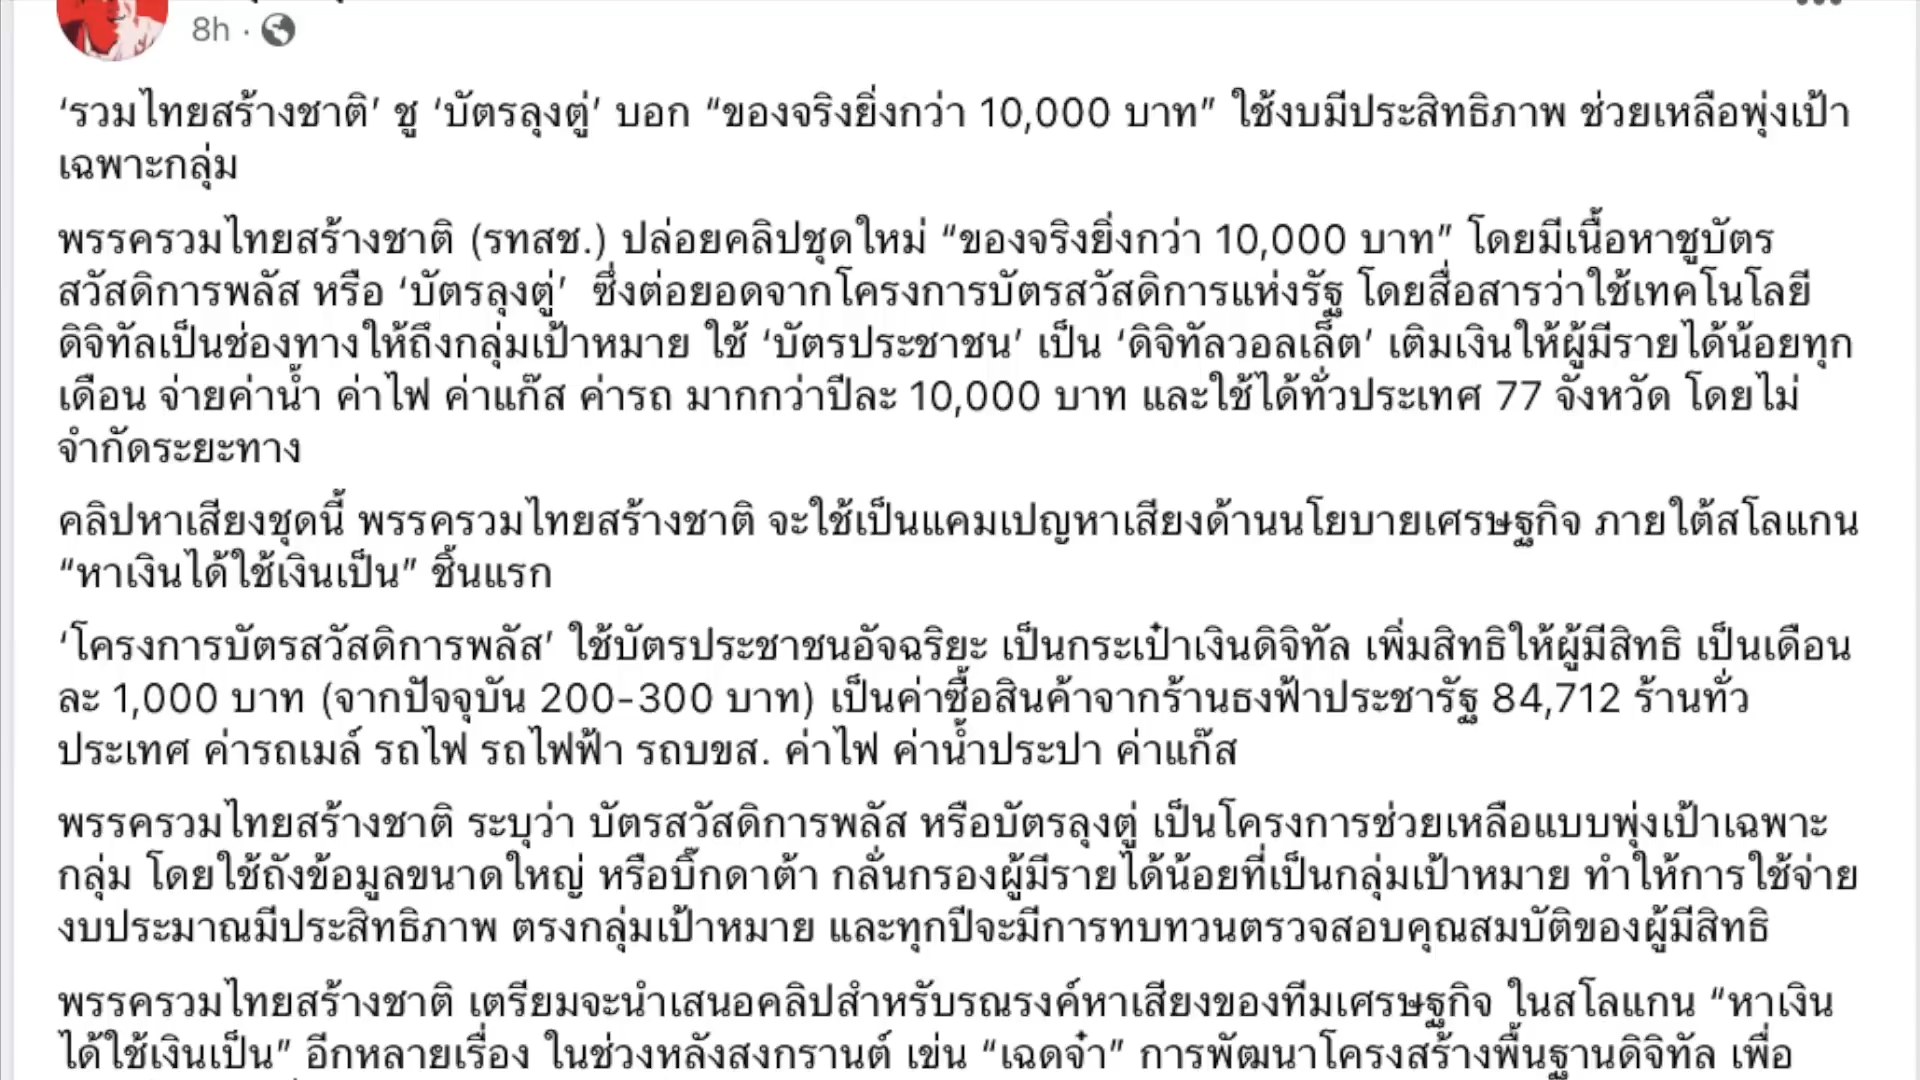 8h ·
‘รวมไทยสร้างชาติ’ ชู ‘บัตรลุงตู่’ บอก “ของจริงยิ่งกว่า 10,000 บาท” ใช้งบมีประสิทธิภาพ ช่วยเหลือพุ่งเป้า
เฉพาะกลุ่ม
พรรครวมไทยสร้างชาติ (รทสช.) ปล่อยคลิปชุดใหม่ “ของจริงยิ่งกว่า 10,000 บาท” โดยมีเนื้อหาชูบัตร
สวัสดิการพลัส หรือ ‘บัตรลุงตู่’ ซึ่งต่อยอดจากโครงการบัตรสวัสดิการแห่งรัฐ โดยสื่อสารว่าใช้เทคโนโลยี
ดิจิทัลเป็นช่องทางให้ถึงกลุ่มเป้าหมาย ใช้ ‘บัตรประชาชน’ เป็น ‘ดิจิทัลวอลเล็ต’ เติมเงินให้ผู้มีรายได้น้อยทุก
เดือน จ่ายค่าน้ำ ค่าไฟ ค่าแก๊ส ค่ารถ มากกว่าปีละ 10,000 บาท และใช้ได้ทั่วประเทศ 77 จังหวัด โดยไม่
จำกัดระยะทาง
คลิปหาเสียงชุดนี้ พรรครวมไทยสร้างชาติ จะใช้เป็นแคมเปญหาเสียงด้านนโยบายเศรษฐกิจ ภายใต้สโลแกน
“หาเงินได้ใช้เงินเป็น” ชิ้นแรก
‘โครงการบัตรสวัสดิการพลัส’ ใช้บัตรประชาชนอัจฉริยะ เป็นกระเป๋าเงินดิจิทัล เพิ่มสิทธิให้ผู้มีสิทธิ เป็นเดือน
ละ 1,000 บาท (จากปัจจุบัน 200-300 บาท) เป็นค่าซื้อสินค้าจากร้านธงฟ้าประชารัฐ 84,712 ร้านทั่ว
ประเทศ ค่ารถเมล์ รถไฟ รถไฟฟ้า รถบขส. ค่าไฟ ค่าน้ำประปา ค่าแก๊ส
พรรครวมไทยสร้างชาติ ระบุว่า บัตรสวัสดิการพลัส หรือบัตรลุงตู่ เป็นโครงการช่วยเหลือแบบพุ่งเป้าเฉพาะ
กลุ่ม โดยใช้ถังข้อมูลขนาดใหญ่ หรือบิ๊กดาต้า กลั่นกรองผู้มีรายได้น้อยที่เป็นกลุ่มเป้าหมาย ทำให้การใช้จ่าย
งบประมาณมีประสิทธิภาพ ตรงกลุ่มเป้าหมาย และทุกปีจะมีการทบทวนตรวจสอบคุณสมบัติของผู้มีสิทธิ
พรรครวมไทยสร้างชาติ เตรียมจะนำเสนอคลิปสำหรับรณรงค์หาเสียงของทีมเศรษฐกิจ ในสโลแกน “หาเงิน
ได้ใช้เงินเป็น” อีกหลายเรื่อง ในช่วงหลังสงกรานต์ เช่น “เฉดจ๋า” การพัฒนาโครงสร้างพื้นฐานดิจิทัล เพื่อ